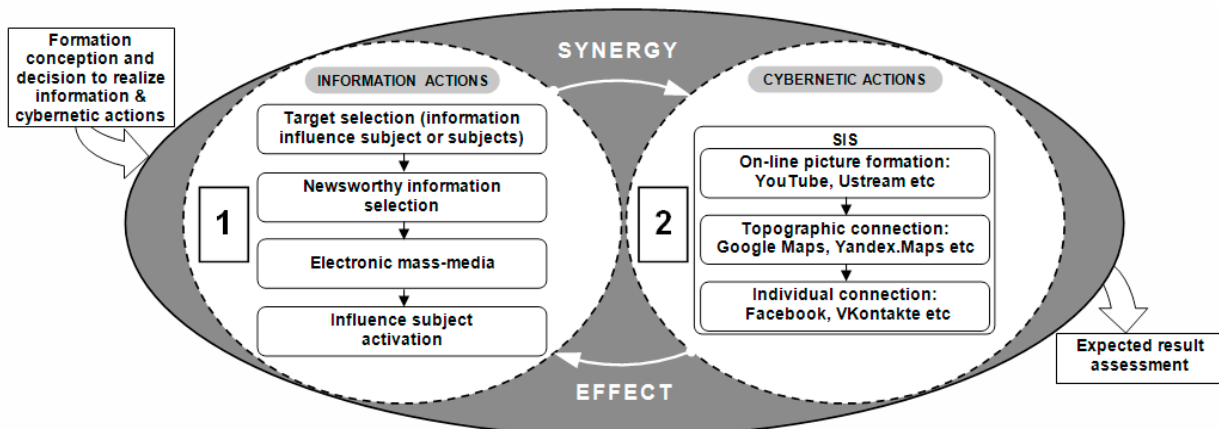 Formation
conception and
decision to realize
information &
cybernetic actions
SYNERGY
INFORMATION ACTIONS
Target selection (information
influence subject or subjects)
Newsworthy information
selection
1
Electronic mass-media
Influence subject
activation
CYBERNETIC ACTIONS
SIS
On-line picture formation:
YouTube, Ustream etc
2
Topographic connection:
Google Maps, Yandex.Maps etc
Individual connection:
Facebook, VKontakte etc
EFFECT
Expected result
assessment